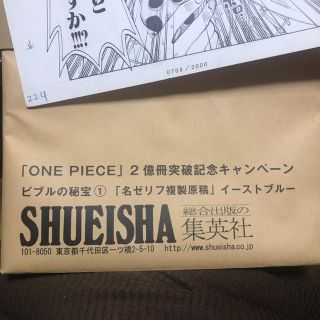 ど
すか!!!?
224
0788/2000
「ONE PIECE」2億冊突破記念キャンペーン
ビブルの秘宝①「名ゼリフ複製原稿」イーストブルー
SHUEISHA 総合出版の
集英社
101-8050 東京都千代田区一ツ橋2-5-10 http://www.shueisha.co.jp